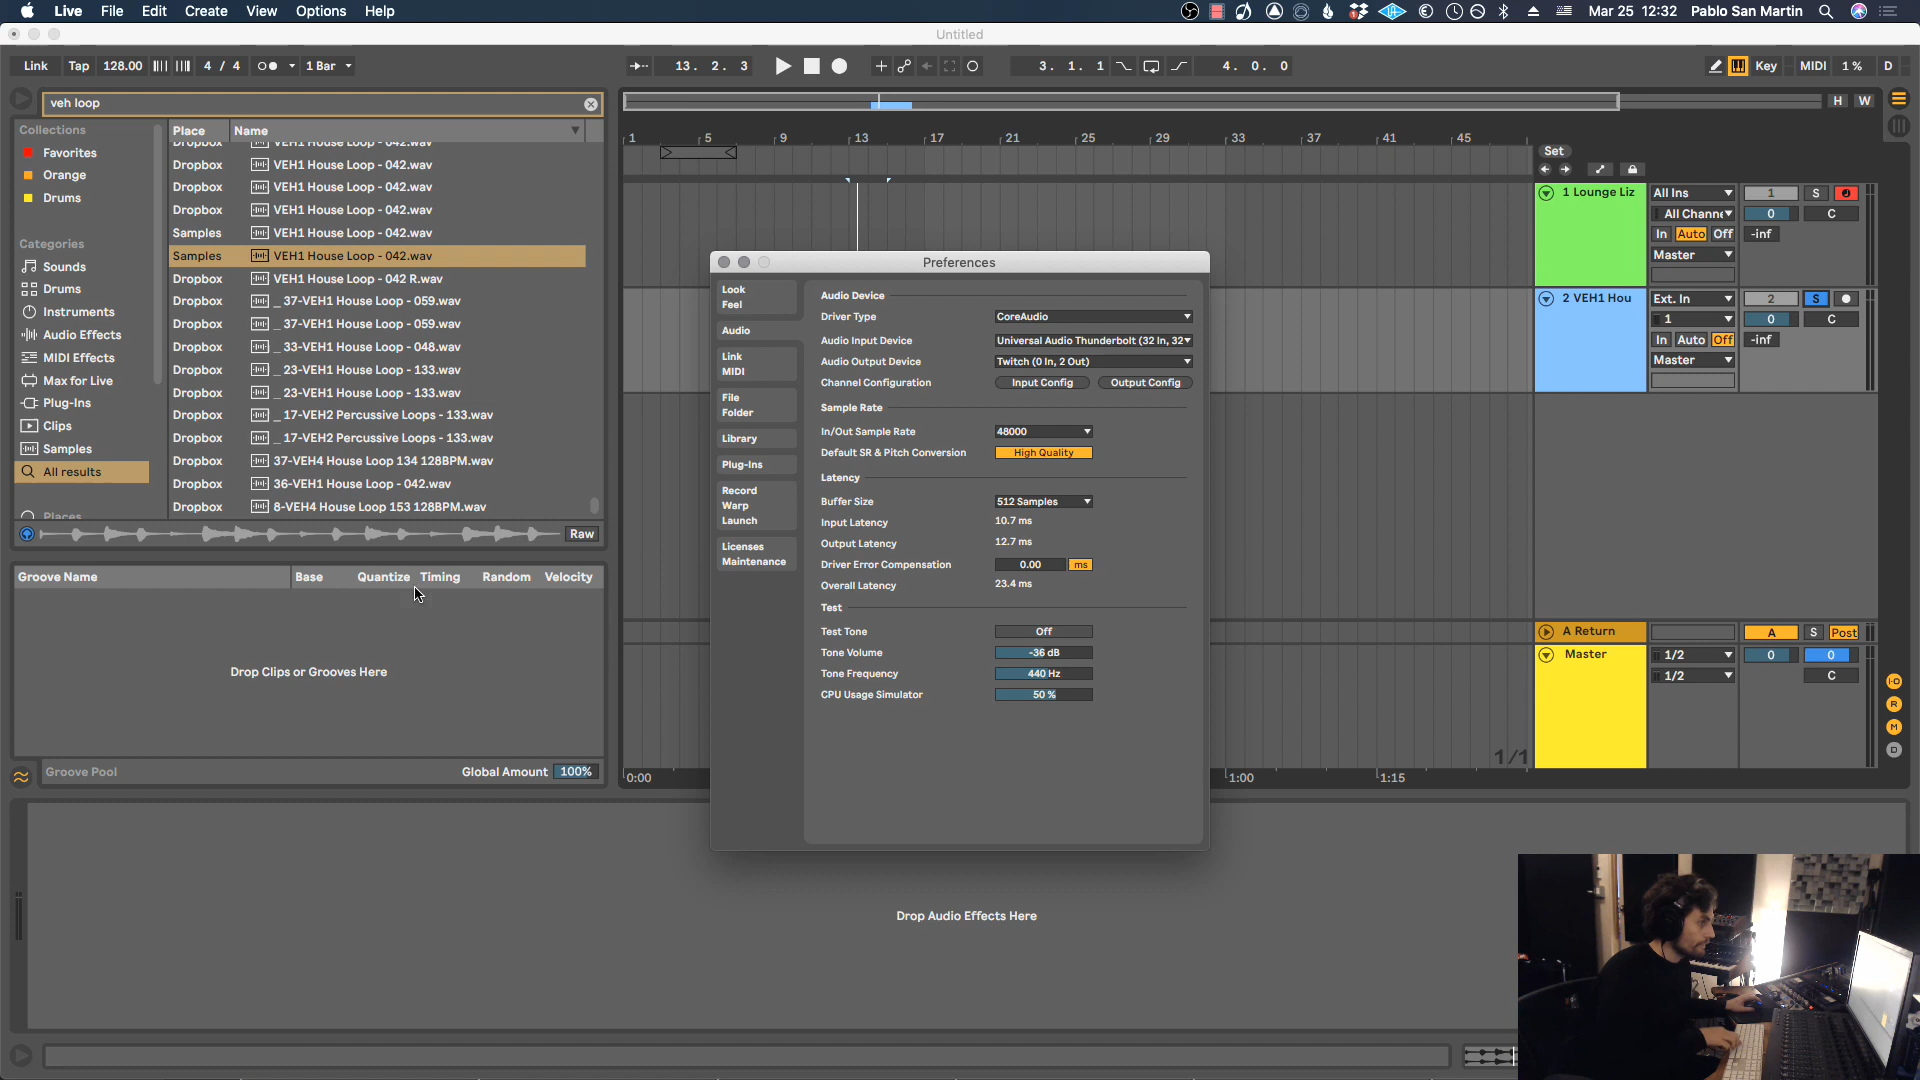 Live File Edit Create View Options Help
Mar 25 12:32 Pablo San Martin
Untitled
Link Tap 128.00 4 / 4 1 Bar
13. 2. 3
3. 1. 1
4. 0. 0
Key MIDI 1 % D
veh loop
H W
Collections
Favorites
Orange
Drums
Categories
Sounds
Drums
Instruments
Audio Effects
MIDI Effects
Max for Live
Plug-Ins
Clips
Samples
All results
Places
Place Name
Dropbox VEH1 House Loop - 042.wav
Dropbox VEH1 House Loop - 042.wav
Dropbox VEH1 House Loop - 042.wav
Dropbox VEH1 House Loop - 042.wav
Samples VEH1 House Loop - 042.wav
Samples VEH1 House Loop - 042.wav
Dropbox VEH1 House Loop - 042 R.wav
Dropbox _ 37-VEH1 House Loop - 059.wav
Dropbox _ 37-VEH1 House Loop - 059.wav
Dropbox _ 33-VEH1 House Loop - 048.wav
Dropbox _ 23-VEH1 House Loop - 133.wav
Dropbox _ 23-VEH1 House Loop - 133.wav
Dropbox _ 17-VEH2 Percussive Loops - 133.wav
Dropbox _ 17-VEH2 Percussive Loops - 133.wav
Dropbox 37-VEH4 House Loop 134 128BPM.wav
Dropbox 36-VEH1 House Loop - 042.wav
Dropbox 8-VEH4 House Loop 153 128BPM.wav
Raw
Groove Name Base Quantize Timing Random Velocity
Drop Clips or Grooves Here
Groove Pool Global Amount 100%
1 5 9 13 17 21 25 29 33 37 41 45
Set
1 Lounge Liz
All Ins
All Channe
In Auto Off
Master
1 S
0 C
-inf
2 VEH1 Hou
Ext. In
1
In Auto Off
Master
2 S
0 C
-inf
A Return A S Post
Master 1/2 0 0
1/2 C
1/1
0:00 1:00 1:15
Preferences
Look
Feel
Audio
Link
MIDI
File
Folder
Library
Plug-Ins
Record
Warp
Launch
Licenses
Maintenance
Audio Device
Driver Type CoreAudio
Audio Input Device Universal Audio Thunderbolt (32 In, 32
Audio Output Device Twitch (0 In, 2 Out)
Channel Configuration Input Config Output Config
Sample Rate
In/Out Sample Rate 48000
Default SR & Pitch Conversion High Quality
Latency
Buffer Size 512 Samples
Input Latency 10.7 ms
Output Latency 12.7 ms
Driver Error Compensation 0.00 ms
Overall Latency 23.4 ms
Test
Test Tone Off
Tone Volume -36 dB
Tone Frequency 440 Hz
CPU Usage Simulator 50 %
I·O
R
M
D
Drop Audio Effects Here